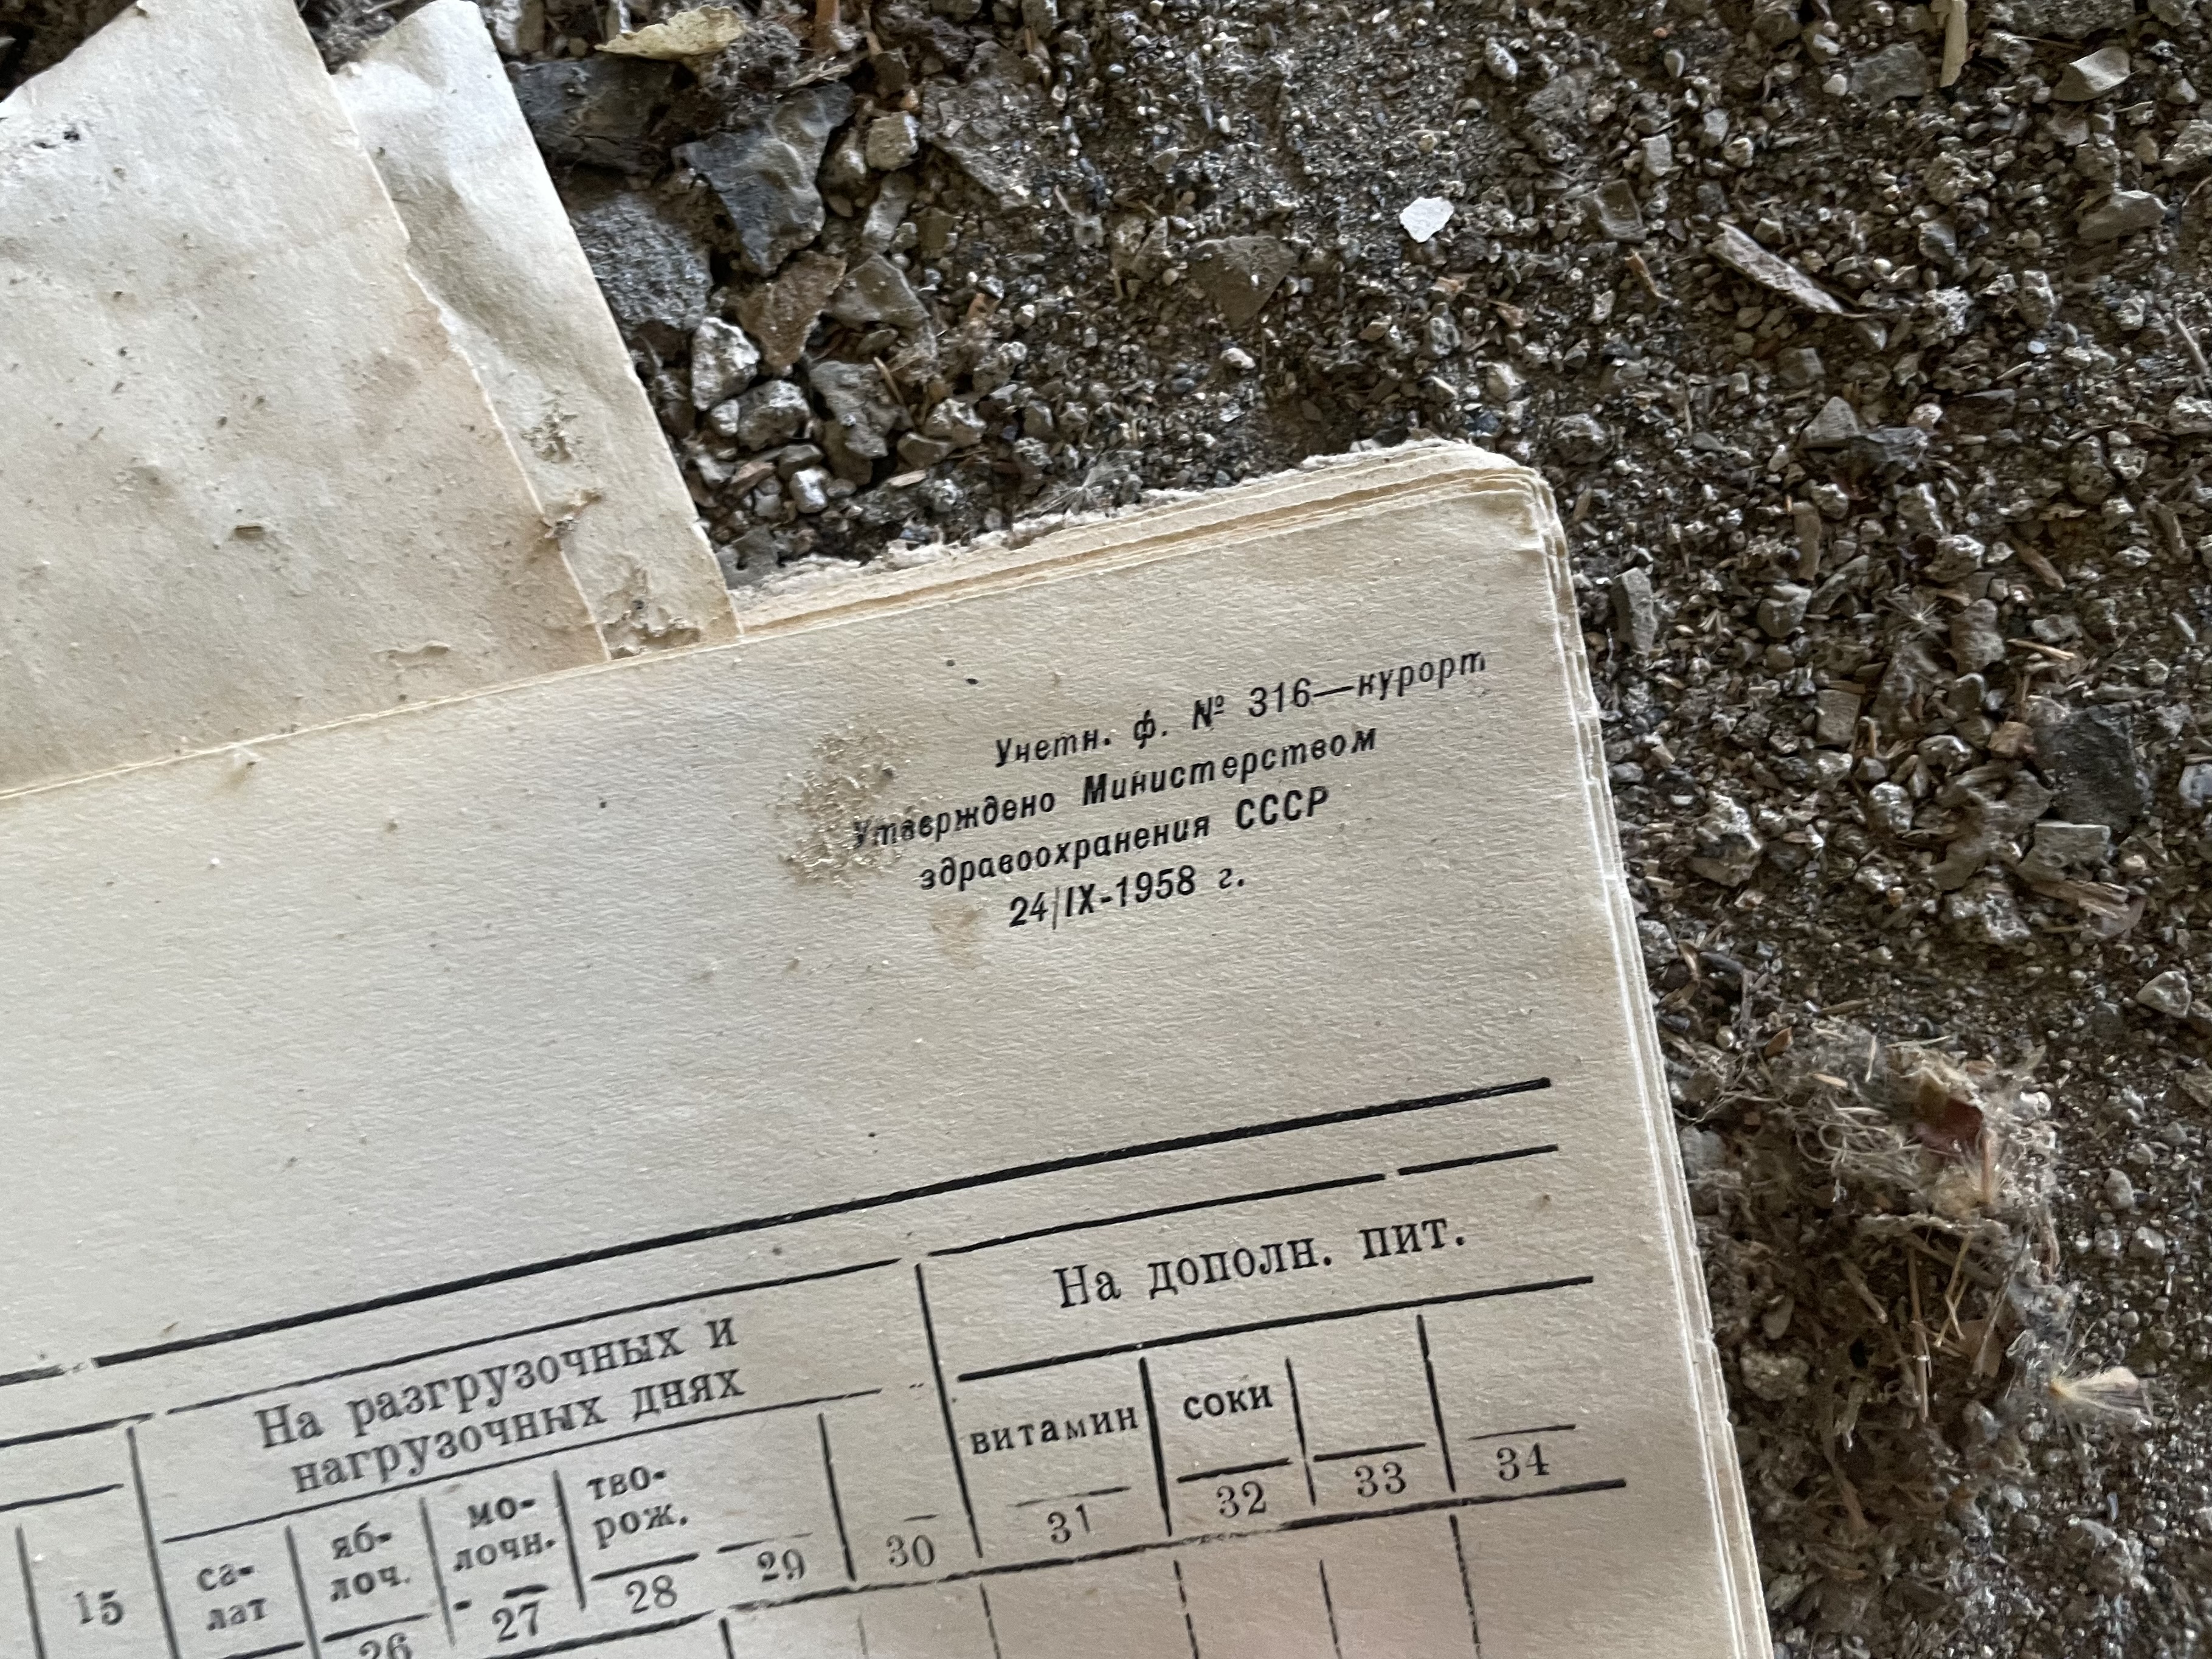 Учетн. ф. № 316—курорт
Утверждено Министерством
здравоохранения СССР
24/IX-1958 г.
На разгрузочных и
нагрузочных днях
На дополн. пит.
са-
лат
яб-
лоч.
мо-
лочн.
тво-
рож.
витамин
соки
15
26
27
28
29
30
31
32
33
34